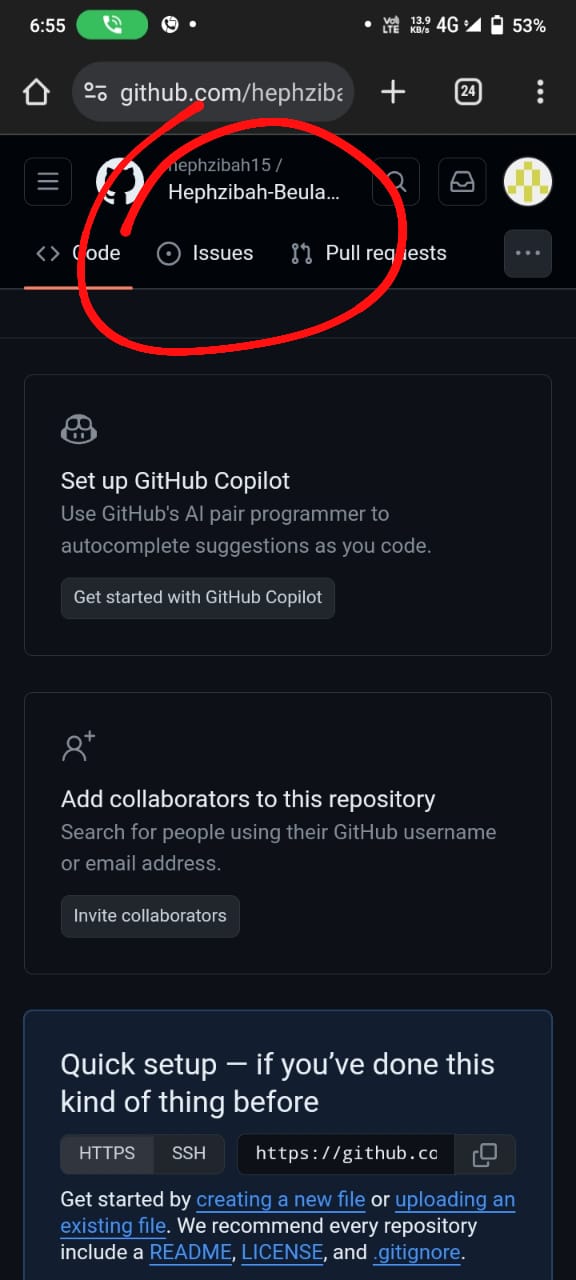 6:55
Vo)) LTE 13.9 KB/s 4G 53%
github.com/hephziba
24
hephzibah15 /
Hephzibah-Beula...
Code Issues Pull requests
Set up GitHub Copilot
Use GitHub's AI pair programmer to
autocomplete suggestions as you code.
Get started with GitHub Copilot
Add collaborators to this repository
Search for people using their GitHub username
or email address.
Invite collaborators
Quick setup — if you've done this
kind of thing before
HTTPS SSH https://github.co
Get started by creating a new file or uploading an
existing file. We recommend every repository
include a README, LICENSE, and .gitignore.